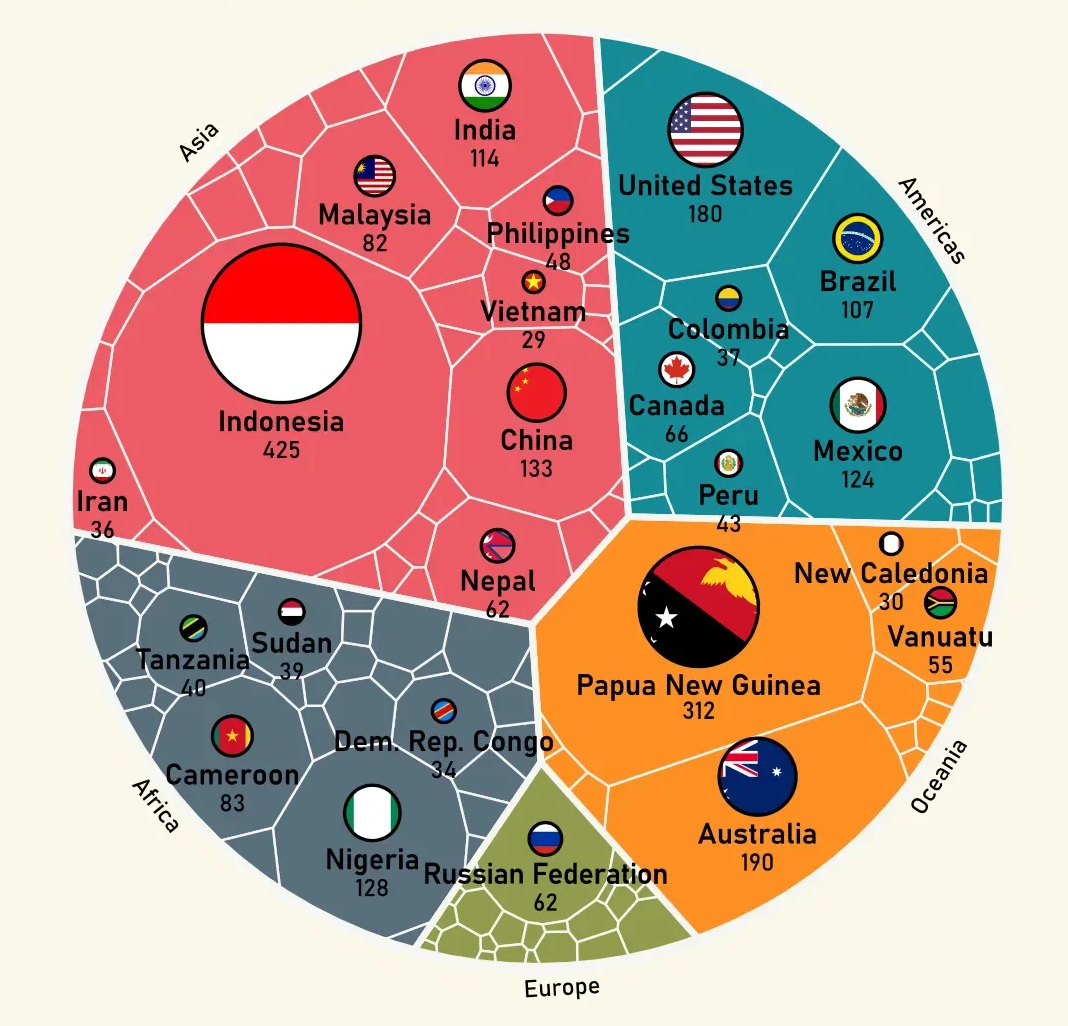 Asia
India
114
Malaysia
82
Philippines
48
Vietnam
29
Indonesia
425
China
133
Iran
36
Nepal
62
Americas
United States
180
Brazil
107
Colombia
37
Canada
66
Mexico
124
Peru
43
Oceania
New Caledonia
30
Vanuatu
55
Papua New Guinea
312
Australia
190
Africa
Tanzania
40
Sudan
39
Dem. Rep. Congo
34
Cameroon
83
Nigeria
128
Russian Federation
62
Europe